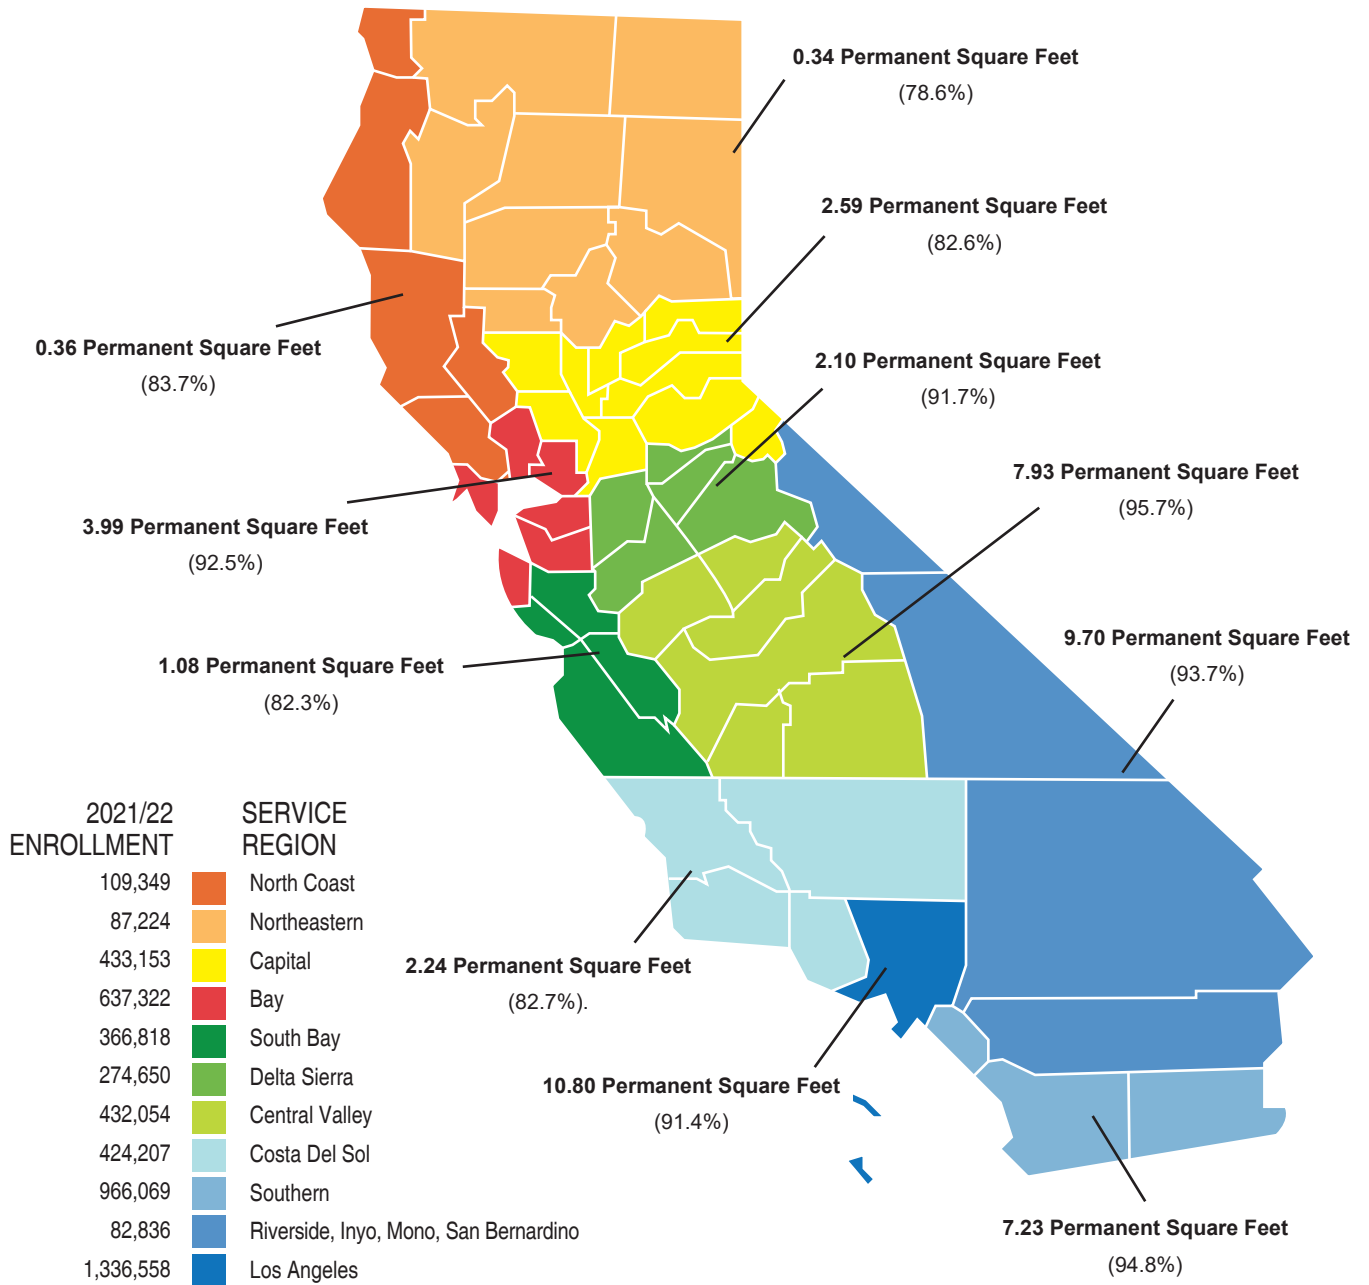 0.34 Permanent Square Feet
(78.6%)
2.59 Permanent Square Feet
(82.6%)
0.36 Permanent Square Feet
(83.7%)
2.10 Permanent Square Feet
(91.7%)
7.93 Permanent Square Feet
(95.7%)
3.99 Permanent Square Feet
(92.5%)
9.70 Permanent Square Feet
(93.7%)
1.08 Permanent Square Feet
(82.3%)
2.24 Permanent Square Feet
(82.7%).
10.80 Permanent Square Feet
(91.4%)
7.23 Permanent Square Feet
(94.8%)
2021/22 SERVICE
ENROLLMENT REGION
109,349 North Coast
87,224 Northeastern
433,153 Capital
637,322 Bay
366,818 South Bay
274,650 Delta Sierra
432,054 Central Valley
424,207 Costa Del Sol
966,069 Southern
82,836 Riverside, Inyo, Mono, San Bernardino
1,336,558 Los Angeles